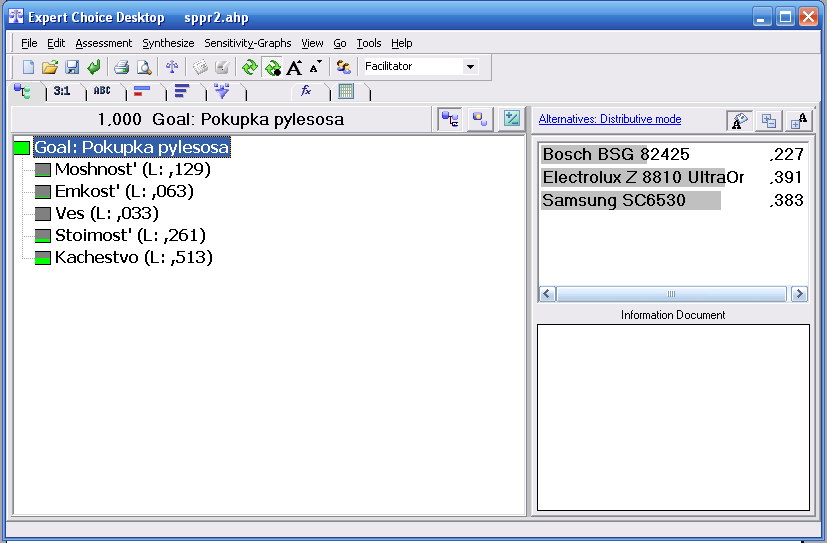 Expert Choice Desktop sppr2.ahp
File Edit Assessment Synthesize Sensitivity-Graphs View Go Tools Help
A A Facilitator
3:1 ABC fx
1,000 Goal: Pokupka pylesosa
Goal: Pokupka pylesosa
Moshnost' (L: ,129)
Emkost' (L: ,063)
Ves (L: ,033)
Stoimost' (L: ,261)
Kachestvo (L: ,513)
Alternatives: Distributive mode
A A
Bosch BSG 82425 ,227
Electrolux Z 8810 UltraOr ,391
Samsung SC6530 ,383
Information Document